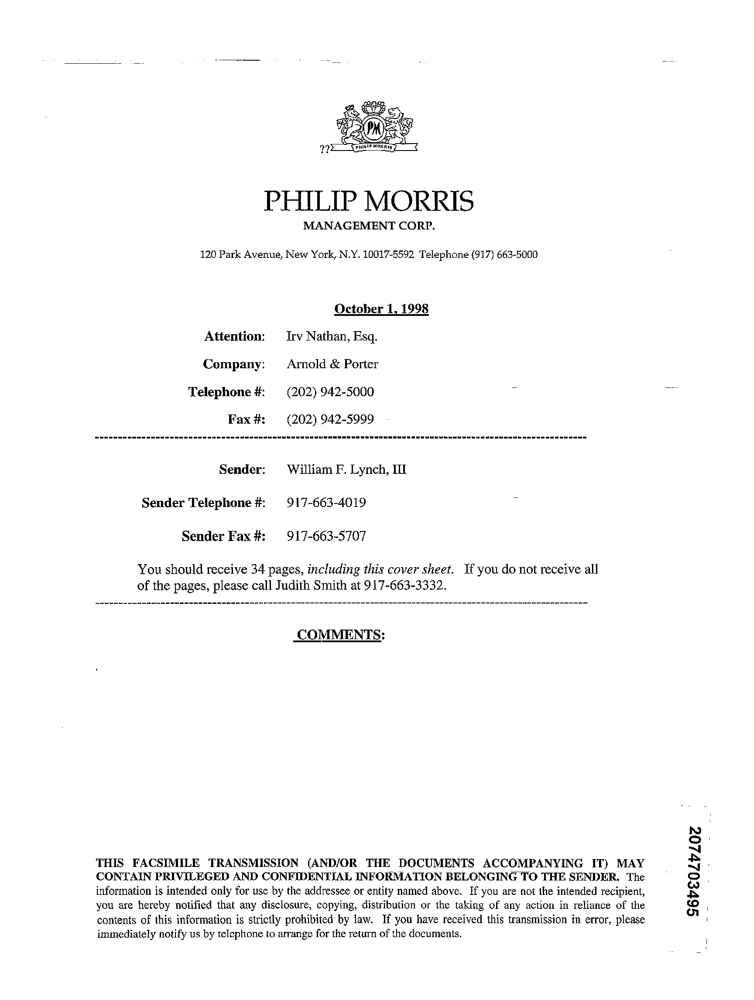 PM
??
PHILIP MORRIS
PHILIP MORRIS
MANAGEMENT CORP.
120 Park Avenue, New York, N.Y. 10017-5592 Telephone (917) 663-5000
October 1, 1998
Attention: Irv Nathan, Esq.
Company: Arnold & Porter
Telephone #: (202) 942-5000
Fax #: (202) 942-5999
Sender: William F. Lynch, III
Sender Telephone #: 917-663-4019
Sender Fax #: 917-663-5707
You should receive 34 pages, including this cover sheet. If you do not receive all
of the pages, please call Judith Smith at 917-663-3332.
COMMENTS:
THIS FACSIMILE TRANSMISSION (AND/OR THE DOCUMENTS ACCOMPANYING IT) MAY
CONTAIN PRIVILEGED AND CONFIDENTIAL INFORMATION BELONGING TO THE SENDER. The
information is intended only for use by the addressee or entity named above. If you are not the intended recipient,
you are hereby notified that any disclosure, copying, distribution or the taking of any action in reliance of the
contents of this information is strictly prohibited by law. If you have received this transmission in error, please
immediately notify us by telephone to arrange for the return of the documents.
2074703495